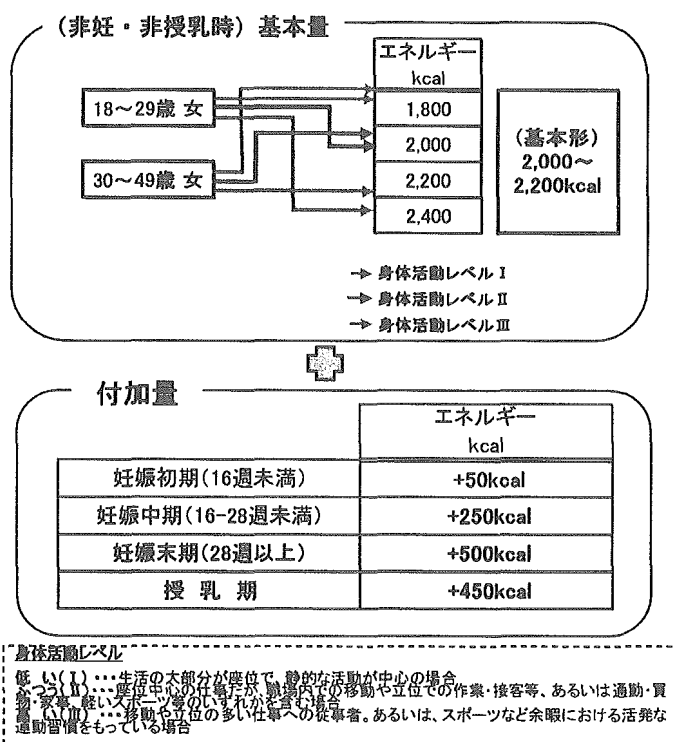 (非妊・非授乳時)基本量
エネルギー
kcal
18～29歳 女
1,800
2,000
30～49歳 女
2,200
2,400
(基本形)
2,000～
2,200kcal
→ 身体活動レベルⅠ
→ 身体活動レベルⅡ
→ 身体活動レベルⅢ
付加量
エネルギー
kcal
妊娠初期(16週未満) +50kcal
妊娠中期(16-28週未満) +250kcal
妊娠末期(28週以上) +500kcal
授 乳 期 +450kcal
身体活動レベル
低 い(Ⅰ)・・・生活の大部分が座位で、静的な活動が中心の場合
ふつう(Ⅱ)・・・座位中心の仕事だが、職場内での移動や立位での作業・接客等、あるいは通勤・買
物・家事、軽いスポーツ等のいずれかを含む場合
高 い(Ⅲ)・・・移動や立位の多い仕事への従事者。あるいは、スポーツなど余暇における活発な
運動習慣をもっている場合